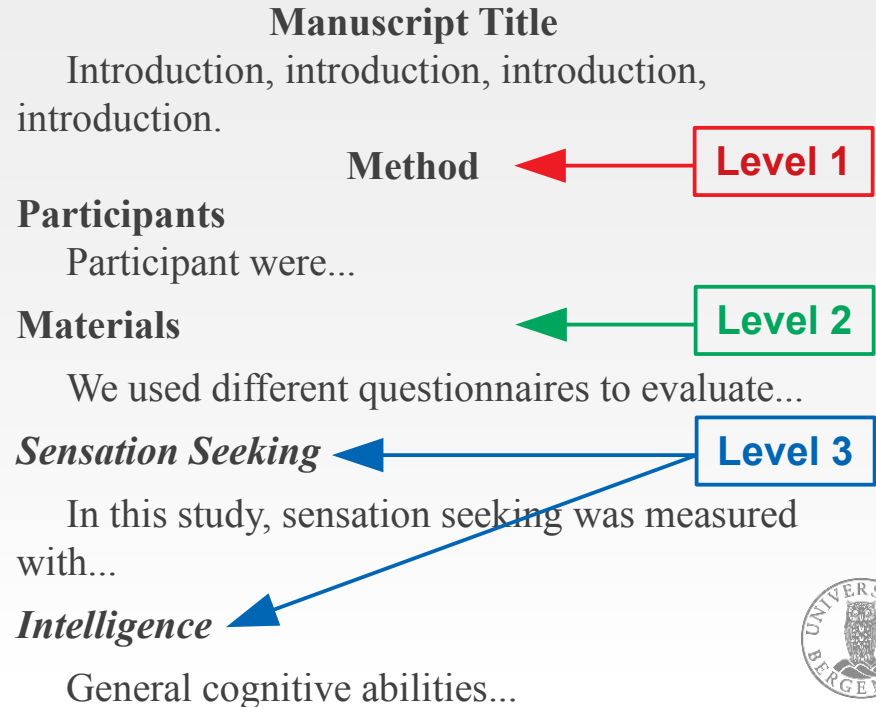 Manuscript Title
Introduction, introduction, introduction,
introduction.
Method
Level 1
Participants
Participant were...
Materials
Level 2
We used different questionnaires to evaluate...
Sensation Seeking
Level 3
In this study, sensation seeking was measured
with...
Intelligence
General cognitive abilities...